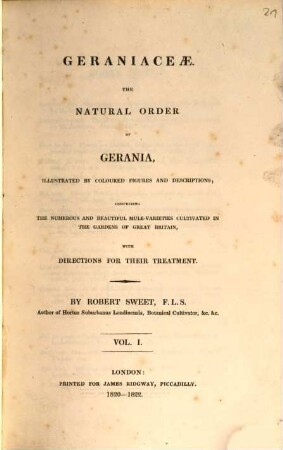 27
GERANIACEÆ.
THE
NATURAL ORDER
OF
GERANIA,
ILLUSTRATED BY COLOURED FIGURES AND DESCRIPTIONS;
COMPRISING
THE NUMEROUS AND BEAUTIFUL MULE-VARIETIES CULTIVATED IN
THE GARDENS OF GREAT BRITAIN,
WITH
DIRECTIONS FOR THEIR TREATMENT.
BY ROBERT SWEET, F.L.S.
Author of Hortus Suburbanus Londinensis, Botanical Cultivator, &c. &c.
VOL. I.
LONDON:
PRINTED FOR JAMES RIDGWAY, PICCADILLY.
1820—1822.